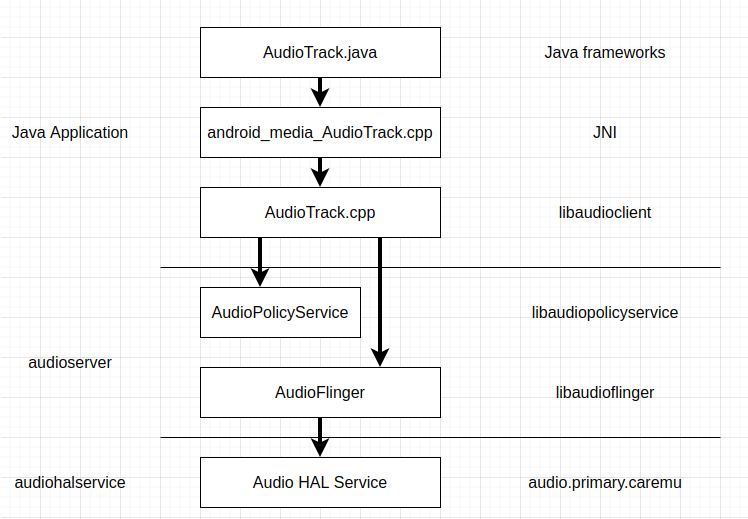 AudioTrack.java
Java frameworks
Java Application
android_media_AudioTrack.cpp
JNI
AudioTrack.cpp
libaudioclient
AudioPolicyService
libaudiopolicyservice
audioserver
AudioFlinger
libaudioflinger
audiohalservice
Audio HAL Service
audio.primary.caremu